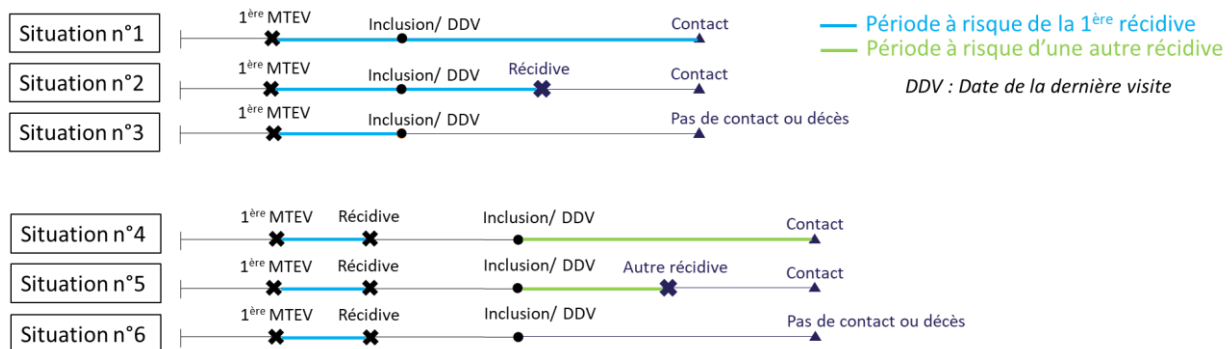 Situation n°1
1ère MTEV
Inclusion/ DDV
Contact
Situation n°2
1ère MTEV
Inclusion/ DDV
Récidive
Contact
Situation n°3
1ère MTEV
Inclusion/ DDV
Pas de contact ou décès
Période à risque de la 1ère récidive
Période à risque d'une autre récidive
DDV : Date de la dernière visite
Situation n°4
1ère MTEV
Récidive
Inclusion/ DDV
Contact
Situation n°5
1ère MTEV
Récidive
Inclusion/ DDV
Autre récidive
Contact
Situation n°6
1ère MTEV
Récidive
Inclusion/ DDV
Pas de contact ou décès